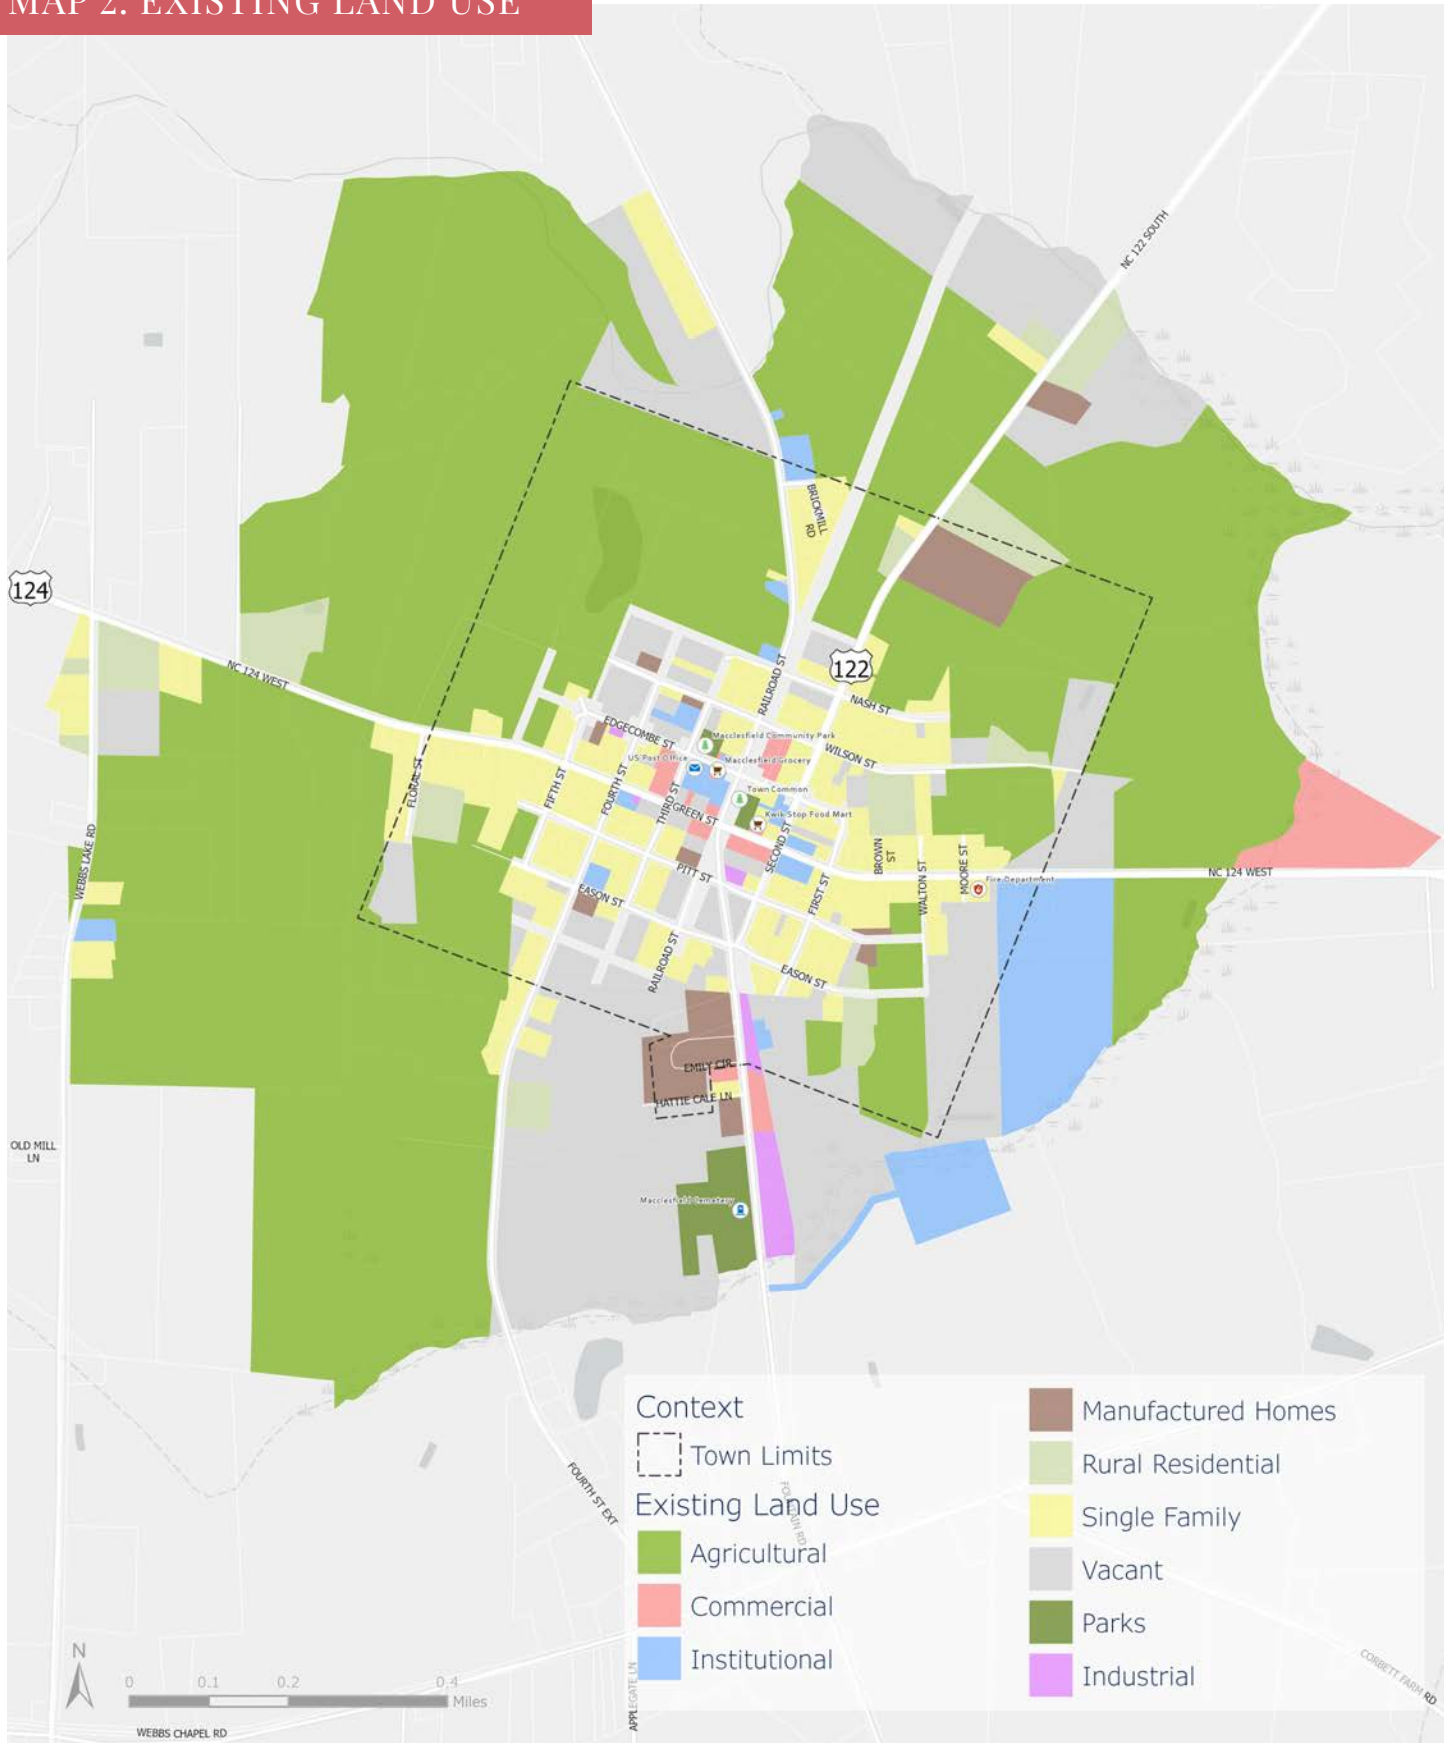 MAP 2. EXISTING LAND USE
NC 122 SOUTH
BRICKMILL
RD
124
NC 124 WEST
122
RAILROAD ST
NASH ST
EDGECOMBE ST
Macclesfield Community Park
WILSON ST
US Post Office
Macclesfield Grocery
FLORAL ST
FIFTH ST
FOURTH ST
THIRD ST
Town Common
GREEN ST
Kwik Stop Food Mart
SECOND ST
WEBBS LAKE RD
BROWN
ST
WALTON ST
MOORE ST
Fire Department
NC 124 WEST
PITT ST
FIRST ST
EASON ST
RAILROAD ST
EASON ST
EMILY CIR
HATTIE CALE LN
OLD MILL
LN
Macclesfield Cemetery
FOURTH ST EXT
FOUNTAIN RD
Context
Town Limits
Existing Land Use
Agricultural
Commercial
Institutional
Manufactured Homes
Rural Residential
Single Family
Vacant
Parks
Industrial
N
0 0.1 0.2 0.4
Miles
WEBBS CHAPEL RD
APPLEGATE LN
CORBETT FARM RD